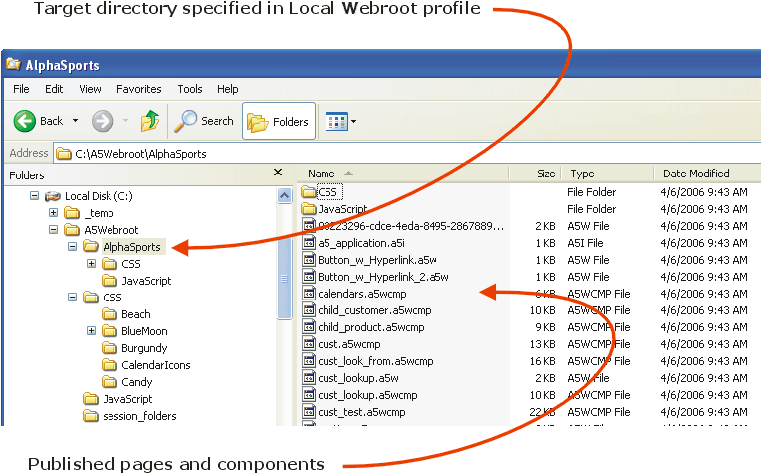 Target directory specified in Local Webroot profile
AlphaSports
File Edit View Favorites Tools Help
Back Search Folders
Address C:\A5Webroot\AlphaSports
Folders
Local Disk (C:)
_temp
A5Webroot
AlphaSports
CSS
JavaScript
CSS
Beach
BlueMoon
Burgundy
CalendarIcons
Candy
JavaScript
session_folders
Name Size Type Date Modified
CSS File Folder 4/6/2006 9:43 AM
JavaScript File Folder 4/6/2006 9:43 AM
2 KB A5W File 4/6/2006 9:43 AM
a5_application.a5i 1 KB A5I File 4/6/2006 9:43 AM
Button_w_Hyperlink.a5w 1 KB A5W File 4/6/2006 9:43 AM
Button_w_Hyperlink_2.a5w 1 KB A5W File 4/6/2006 9:43 AM
calendars.a5wcmp 6 KB A5WCMP File 4/6/2006 9:43 AM
child_customer.a5wcmp 10 KB A5WCMP File 4/6/2006 9:43 AM
child_product.a5wcmp 9 KB A5WCMP File 4/6/2006 9:43 AM
cust.a5wcmp 13 KB A5WCMP File 4/6/2006 9:43 AM
cust_look_from.a5wcmp 16 KB A5WCMP File 4/6/2006 9:43 AM
cust_lookup.a5w 2 KB A5W File 4/6/2006 9:43 AM
cust_lookup.a5wcmp 10 KB A5WCMP File 4/6/2006 9:43 AM
cust_test.a5wcmp 22 KB A5WCMP File 4/6/2006 9:43 AM
Published pages and components